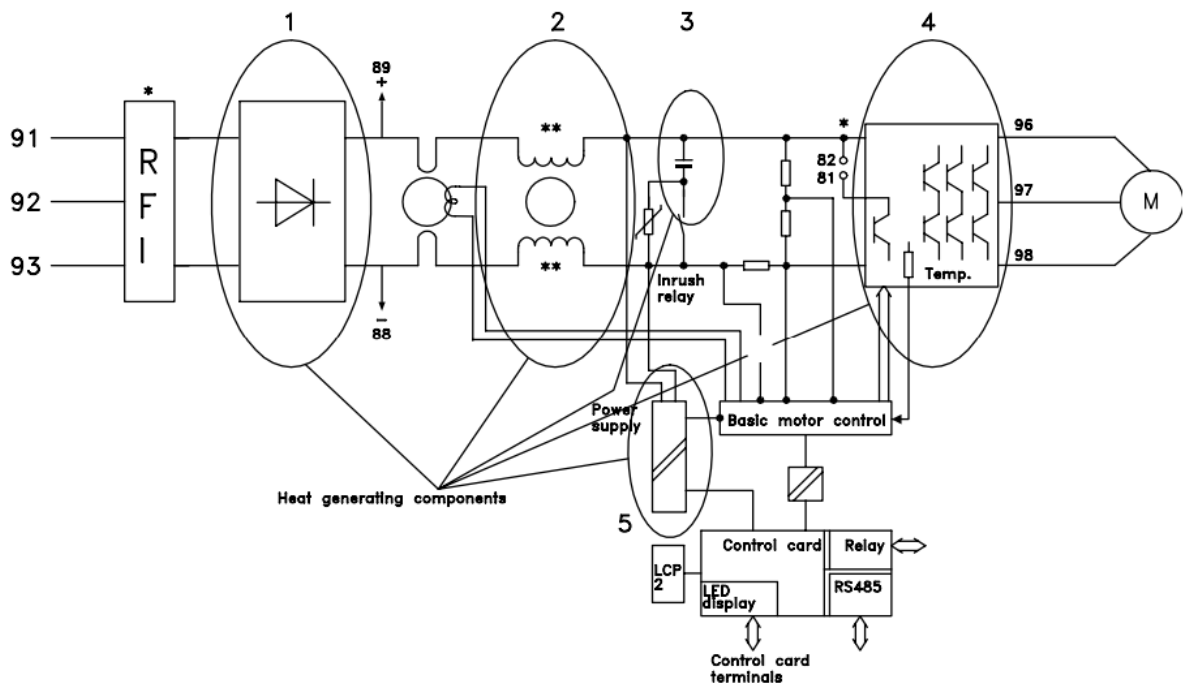 1
2
3
4
89
+
*
**
*
96
91
R
F
I
82
81
92
97
M
93
**
98
Inrush
relay
Temp.
−
88
Power
supply
Basic motor control
Heat generating components
5
Control card
Relay
LCP
2
LED
display
RS485
Control card
terminals